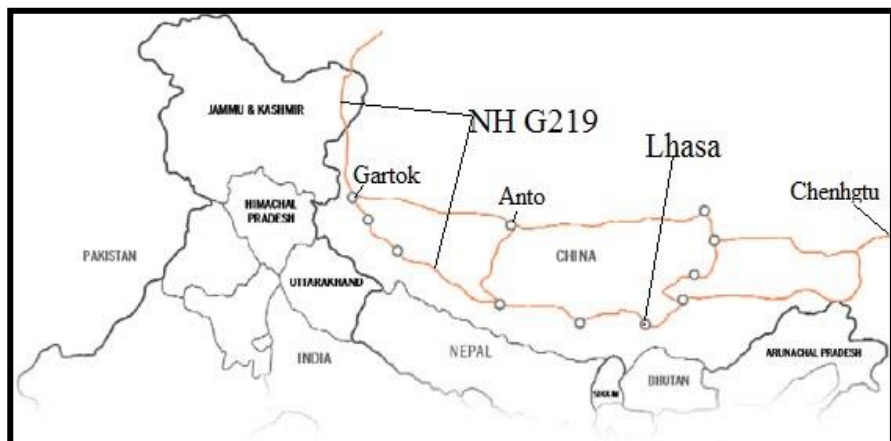 JAMMU & KASHMIR
NH G219
Lhasa
Gartok
Anto
Chenhgtu
HIMACHAL
PRADESH
PAKISTAN
CHINA
UTTARAKHAND
INDIA
NEPAL
SIKKIM
BHUTAN
ARUNACHAL PRADESH